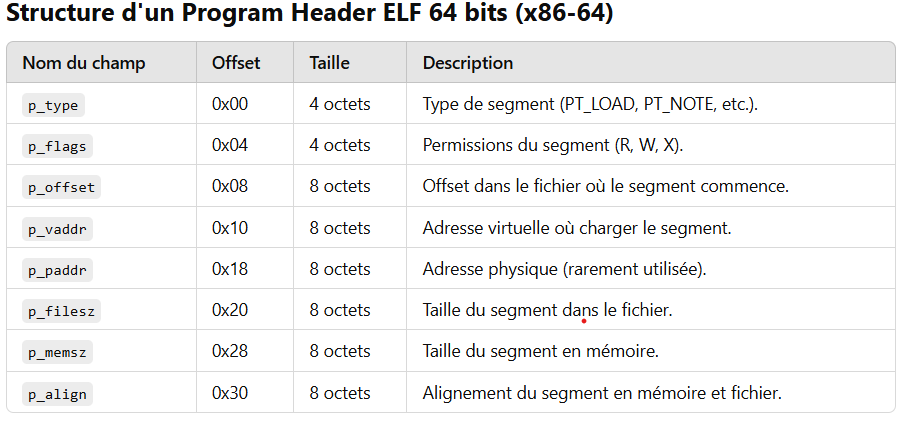 Structure d'un Program Header ELF 64 bits (x86-64)
Nom du champ Offset Taille Description
p_type 0x00 4 octets Type de segment (PT_LOAD, PT_NOTE, etc.).
p_flags 0x04 4 octets Permissions du segment (R, W, X).
p_offset 0x08 8 octets Offset dans le fichier où le segment commence.
p_vaddr 0x10 8 octets Adresse virtuelle où charger le segment.
p_paddr 0x18 8 octets Adresse physique (rarement utilisée).
p_filesz 0x20 8 octets Taille du segment dans le fichier.
p_memsz 0x28 8 octets Taille du segment en mémoire.
p_align 0x30 8 octets Alignement du segment en mémoire et fichier.